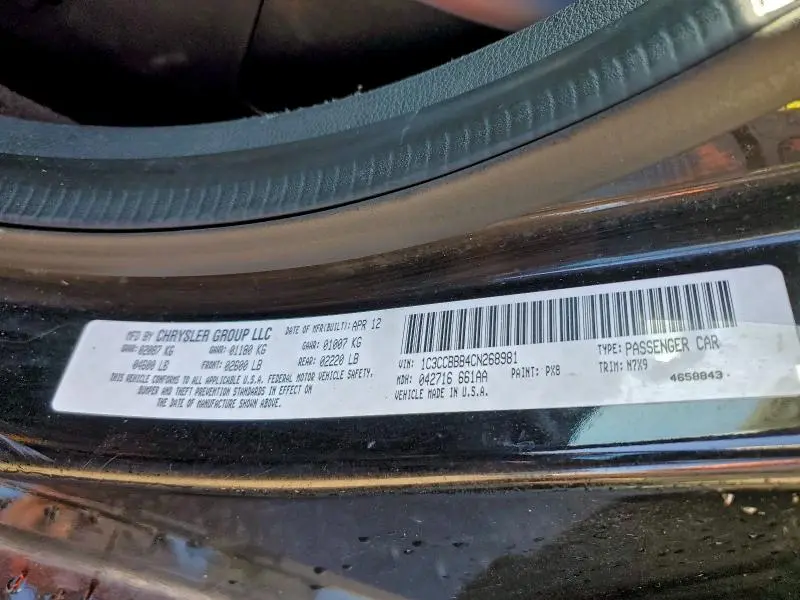 MFD BY CHRYSLER GROUP LLC
DATE OF MFR(BUILT): APR 12
GVWR: 02087 KG
GAWR: 01180 KG
GAWR: 01007 KG
04600 LB
FRONT: 02600 LB
REAR: 02220 LB
THIS VEHICLE CONFORMS TO ALL APPLICABLE U.S.A. FEDERAL MOTOR VEHICLE SAFETY,
BUMPER AND THEFT PREVENTION STANDARDS IN EFFECT ON
THE DATE OF MANUFACTURE SHOWN ABOVE.
VIN: 1C3CCBBB4CN268981
TYPE: PASSENGER CAR
MDH: 042716 661AA
PAINT: PX8
TRIM: N7X9
VEHICLE MADE IN U.S.A.
4658843